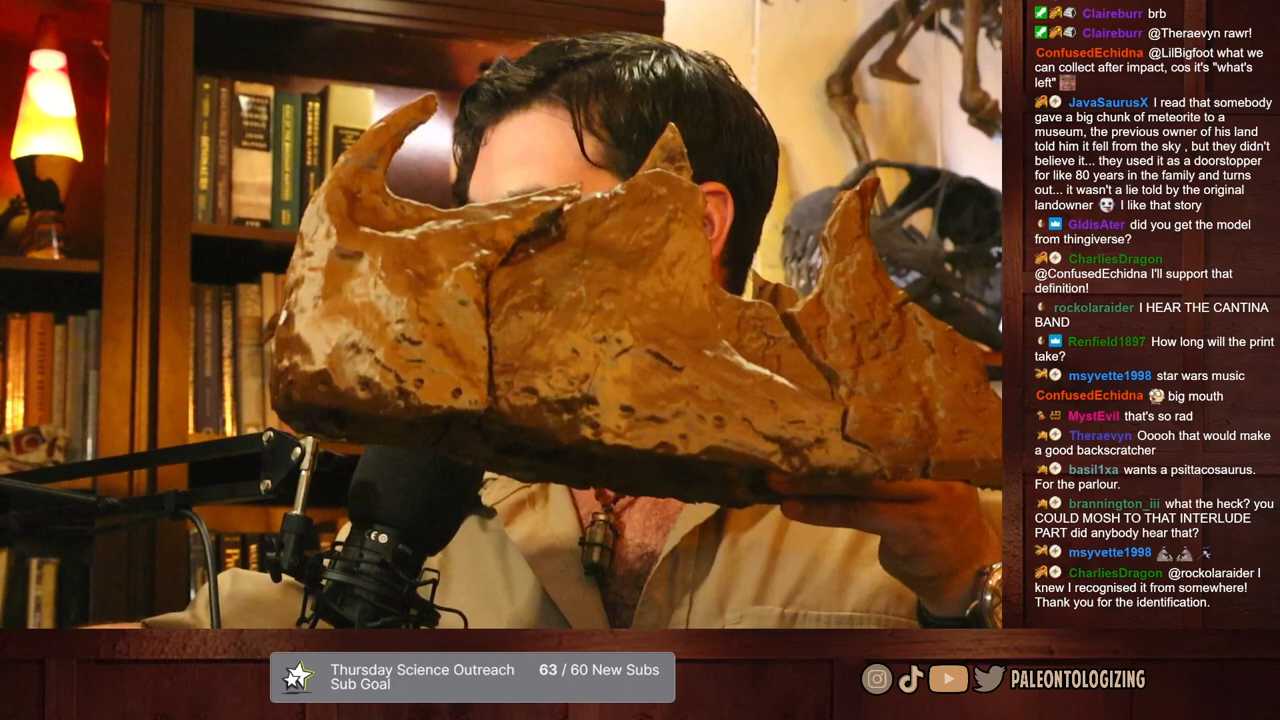 Claireburr brb
Claireburr @Theraevyn rawr!
ConfusedEchidna @LilBigfoot what we
can collect after impact, cos it's "what's
left"
JavaSaurusX I read that somebody
gave a big chunk of meteorite to a
museum, the previous owner of his land
told him it fell from the sky , but they didn't
believe it... they used it as a doorstopper
for like 80 years in the family and turns
out... it wasn't a lie told by the original
landowner I like that story
GIdisAter did you get the model
from thingiverse?
CharliesDragon
@ConfusedEchidna I'll support that
definition!
rockolaraider I HEAR THE CANTINA
BAND
Renfield1897 How long will the print
take?
msyvette1998 star wars music
ConfusedEchidna big mouth
MystEvil that's so rad
Theraevyn Ooooh that would make
a good backscratcher
basil1xa wants a psittacosaurus.
For the parlour.
brannington_iii what the heck? you
COULD MOSH TO THAT INTERLUDE
PART did anybody hear that?
msyvette1998
CharliesDragon @rockolaraider I
knew I recognised it from somewhere!
Thank you for the identification.
Thursday Science Outreach 63 / 60 New Subs
Sub Goal
PALEONTOLOGIZING